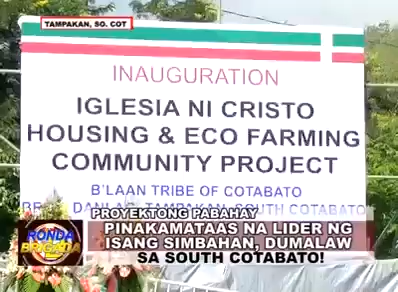 TAMPAKAN, SO. COT
INAUGURATION
IGLESIA NI CRISTO
HOUSING & ECO FARMING
COMMUNITY PROJECT
B'LAAN TRIBE OF COTABATO
TAMPAKAN, SOUTH COTABATO
PROYEKTONG PABAHAY
RONDA
BRIGADA
PINAKAMATAAS NA LIDER NG
ISANG SIMBAHAN, DUMALAW
SA SOUTH COTABATO!